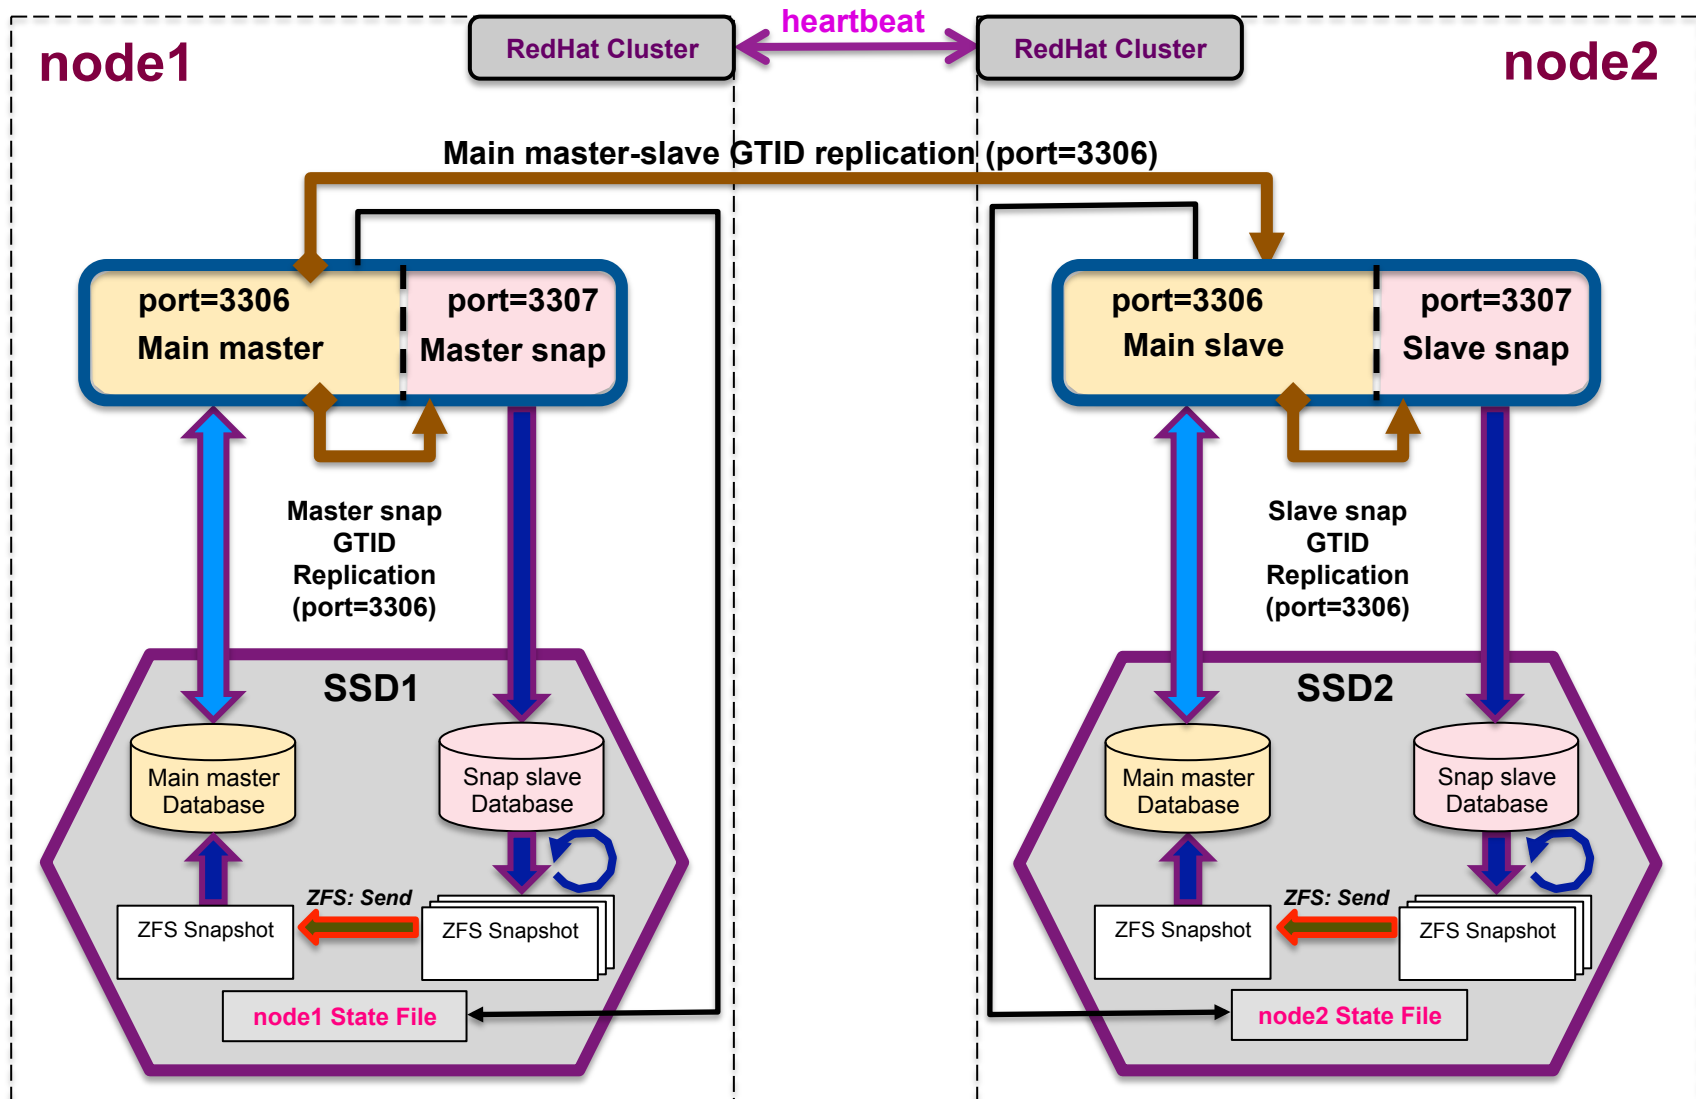 heartbeat
RedHat Cluster
RedHat Cluster
node1
node2
Main master-slave GTID replication (port=3306)
port=3306
Main master
port=3307
Master snap
port=3306
Main slave
port=3307
Slave snap
Master snap
GTID
Replication
(port=3306)
Slave snap
GTID
Replication
(port=3306)
SSD1
Main master
Database
Snap slave
Database
ZFS: Send
ZFS Snapshot
ZFS Snapshot
node1 State File
SSD2
Main master
Database
Snap slave
Database
ZFS: Send
ZFS Snapshot
ZFS Snapshot
node2 State File